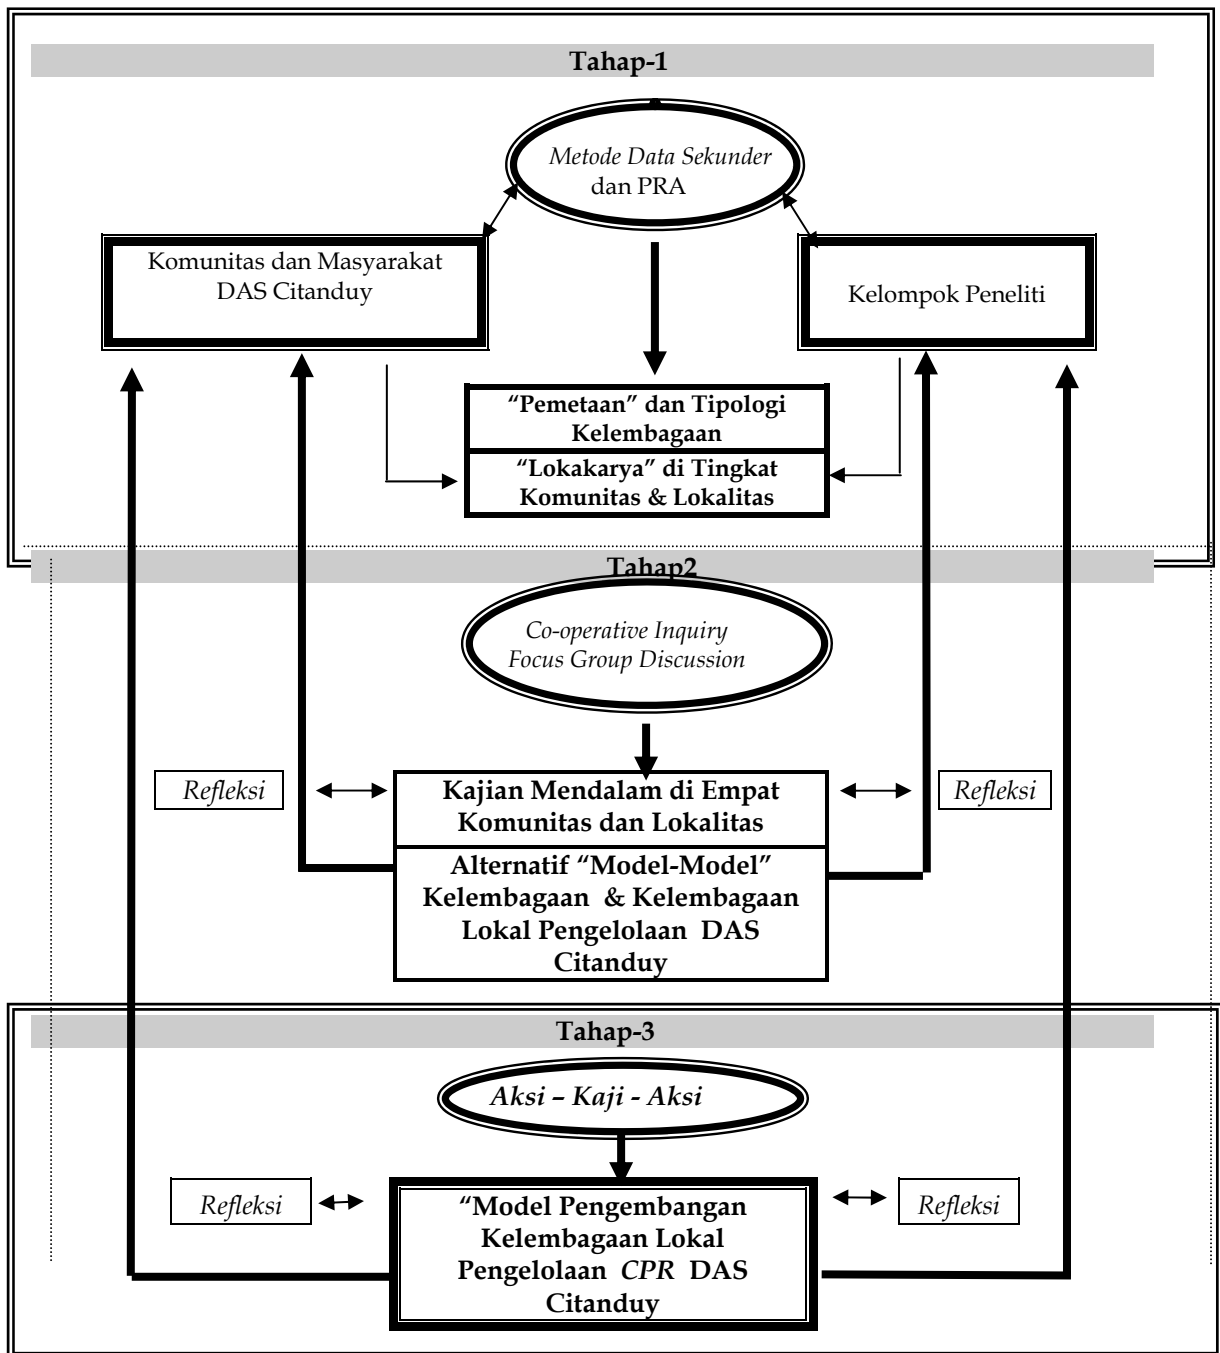 Tahap-1
Metode Data Sekunder
dan PRA
Komunitas dan Masyarakat
DAS Citanduy
Kelompok Peneliti
“Pemetaan” dan Tipologi
Kelembagaan
“Lokakarya” di Tingkat
Komunitas & Lokalitas
Tahap2
Co-operative Inquiry
Focus Group Discussion
Refleksi
Kajian Mendalam di Empat
Komunitas dan Lokalitas
Refleksi
Alternatif “Model-Model”
Kelembagaan & Kelembagaan
Lokal Pengelolaan DAS
Citanduy
Tahap-3
Aksi – Kaji - Aksi
Refleksi
“Model Pengembangan
Kelembagaan Lokal
Pengelolaan CPR DAS
Citanduy
Refleksi